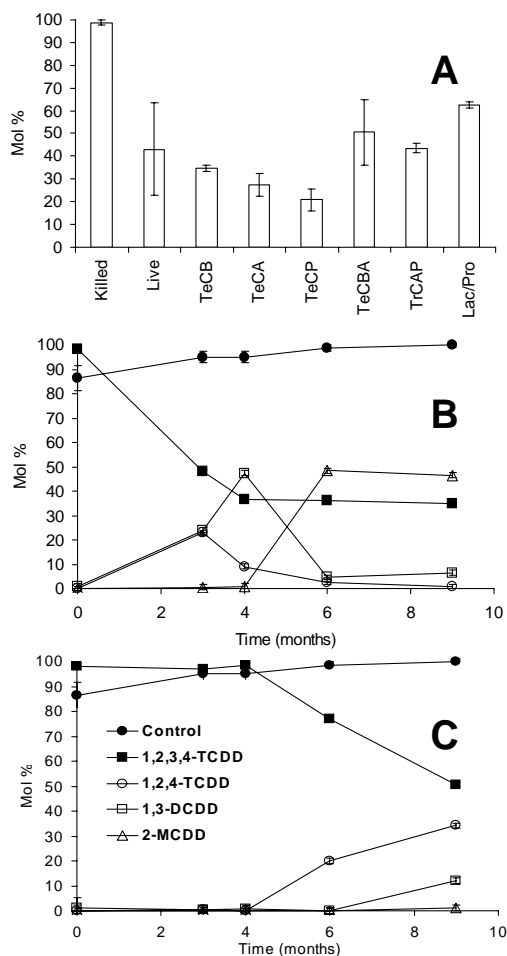 A
Mol %
100
90
80
70
60
50
40
30
20
10
0
Killed
Live
TeCB
TeCA
TeCP
TeCBA
TrCAP
Lac/Pro
B
Mol %
100
90
80
70
60
50
40
30
20
10
0
0 2 4 6 8 10
Time (months)
C
Mol %
100
90
80
70
60
50
40
30
20
10
0
Control
1,2,3,4-TCDD
1,2,4-TCDD
1,3-DCDD
2-MCDD
0 2 4 6 8 10
Time (months)